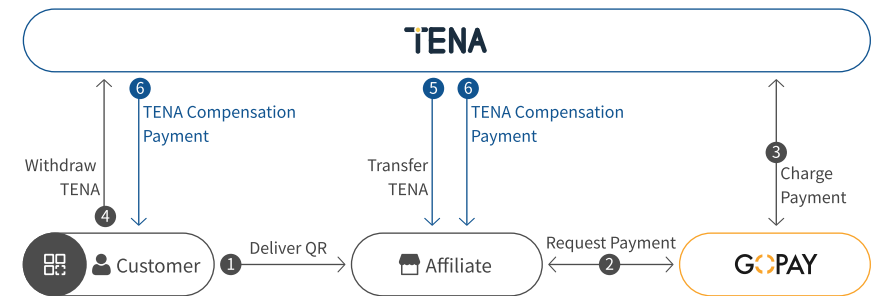 TENA
6
5
6
TENA Compensation
Payment
TENA Compensation
Payment
3
Withdraw
TENA
Transfer
TENA
Charge
Payment
4
Deliver QR
Request Payment
Customer
1
Affiliate
2
GOPAY